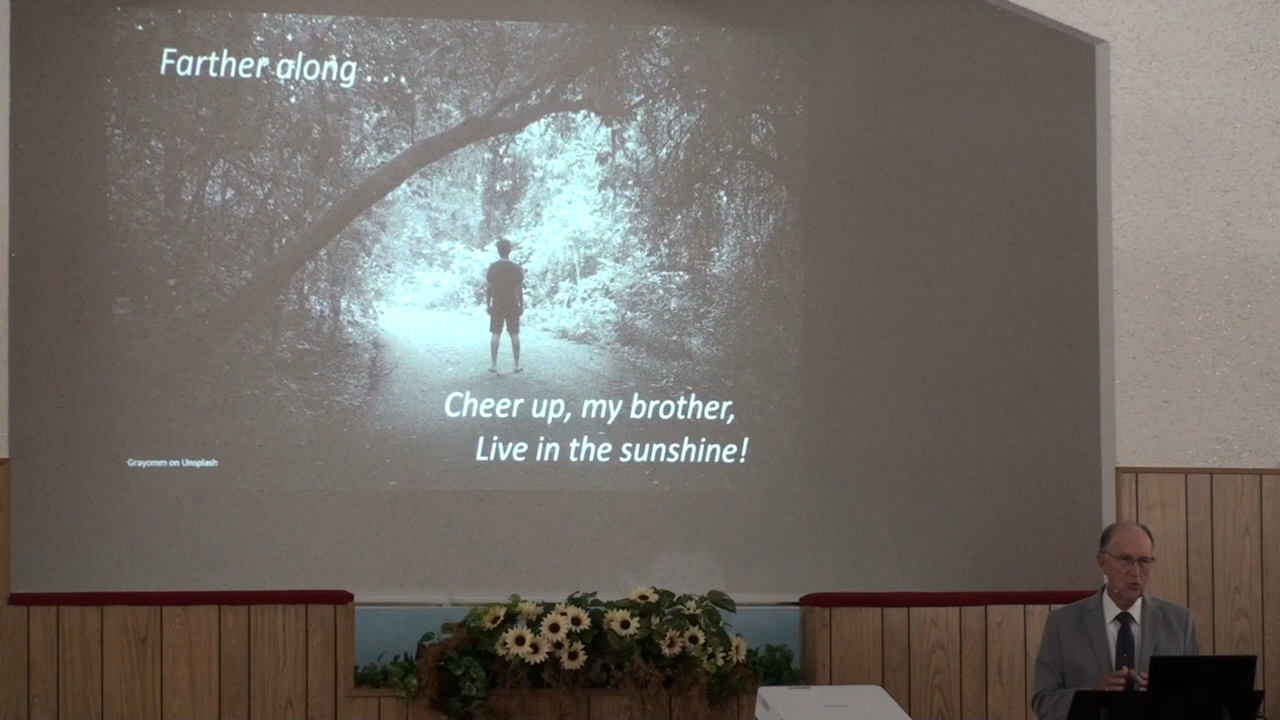 Farther along . . .
Cheer up, my brother,
Live in the sunshine!
Grayomm on Unsplash